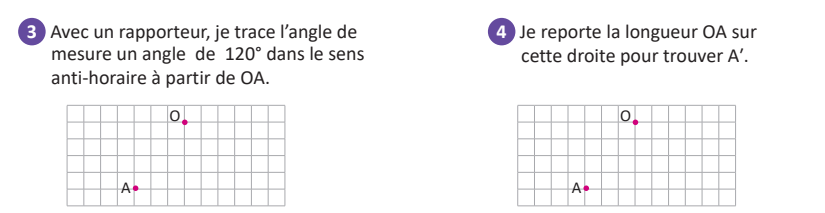 3 Avec un rapporteur, je trace l’angle de
mesure un angle de 120° dans le sens
anti-horaire à partir de OA.
O
A
4 Je reporte la longueur OA sur
cette droite pour trouver A’.
O
A